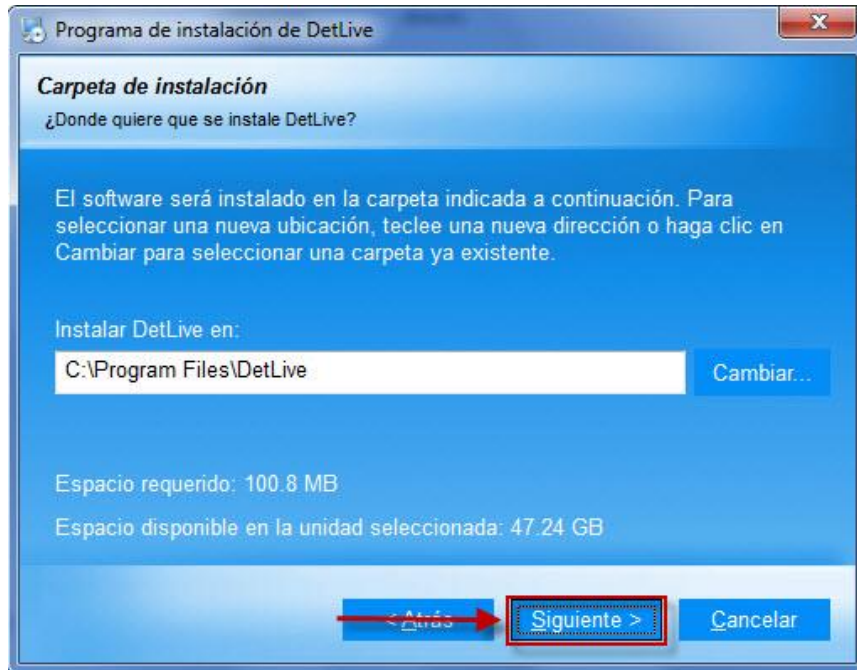 Programa de instalación de DetLive
Carpeta de instalación
¿Donde quiere que se instale DetLive?
El software será instalado en la carpeta indicada a continuación. Para
seleccionar una nueva ubicación, teclee una nueva dirección o haga clic en
Cambiar para seleccionar una carpeta ya existente.
Instalar DetLive en:
C:\Program Files\DetLive
Cambiar...
Espacio requerido: 100.8 MB
Espacio disponible en la unidad seleccionada: 47.24 GB
< Atrás
Siguiente >
Cancelar